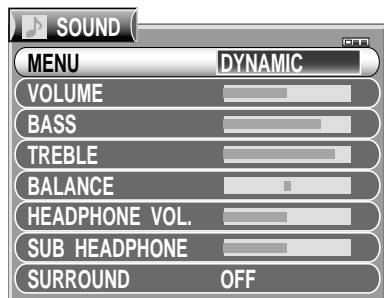 SOUND
MENU DYNAMIC
VOLUME
BASS
TREBLE
BALANCE
HEADPHONE VOL.
SUB HEADPHONE
SURROUND OFF